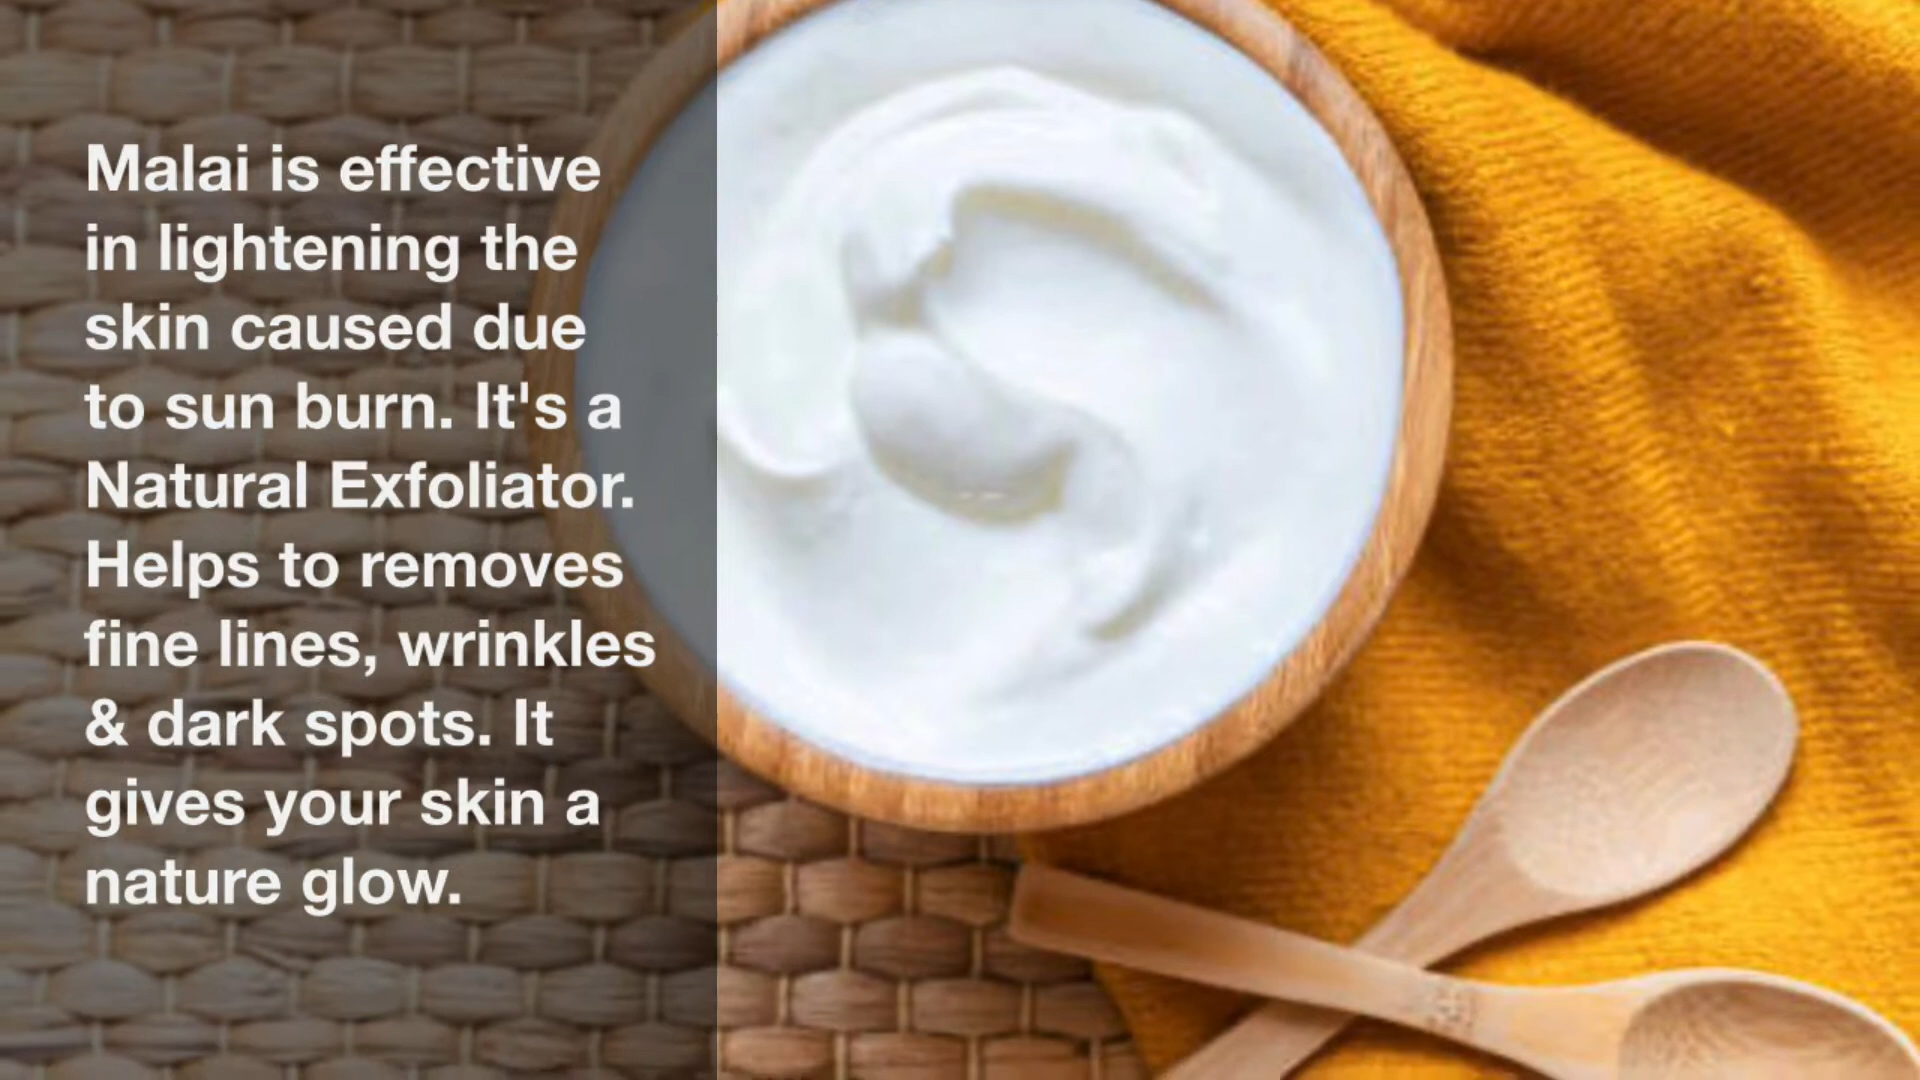 Malai is effective
in lightening the
skin caused due
to sun burn. It's a
Natural Exfoliator.
Helps to removes
fine lines, wrinkles
& dark spots. It
gives your skin a
nature glow.